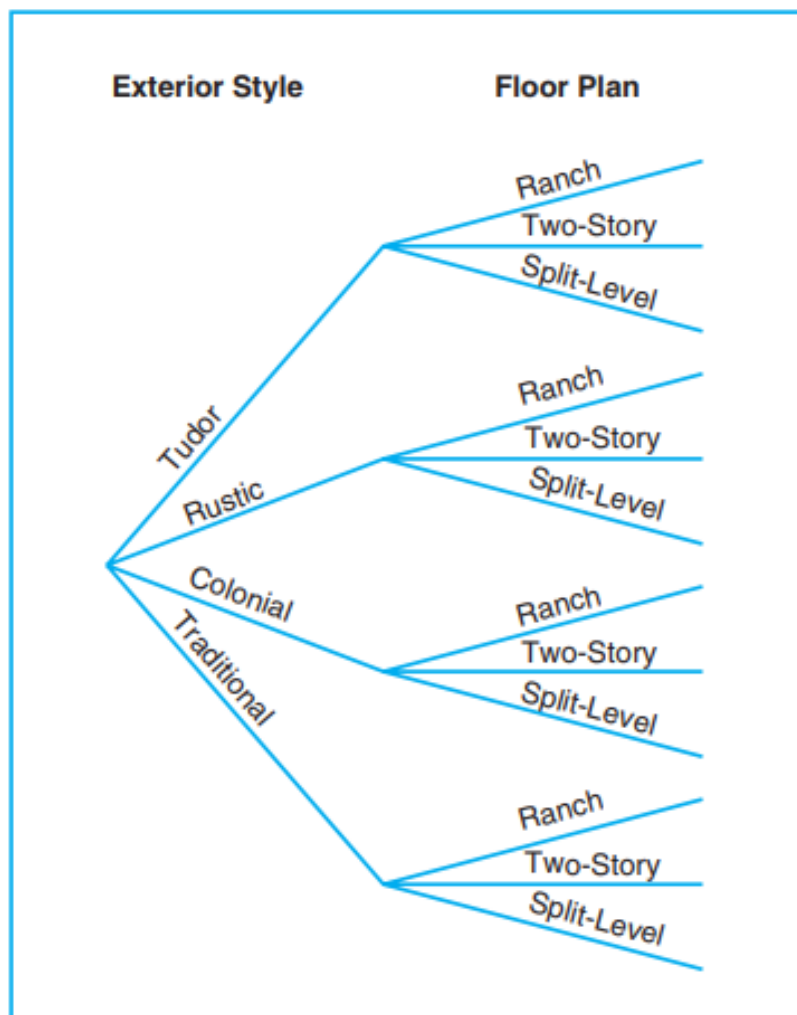 Exterior Style
Floor Plan
Tudor
Rustic
Colonial
Traditional
Ranch
Two-Story
Split-Level
Ranch
Two-Story
Split-Level
Ranch
Two-Story
Split-Level
Ranch
Two-Story
Split-Level